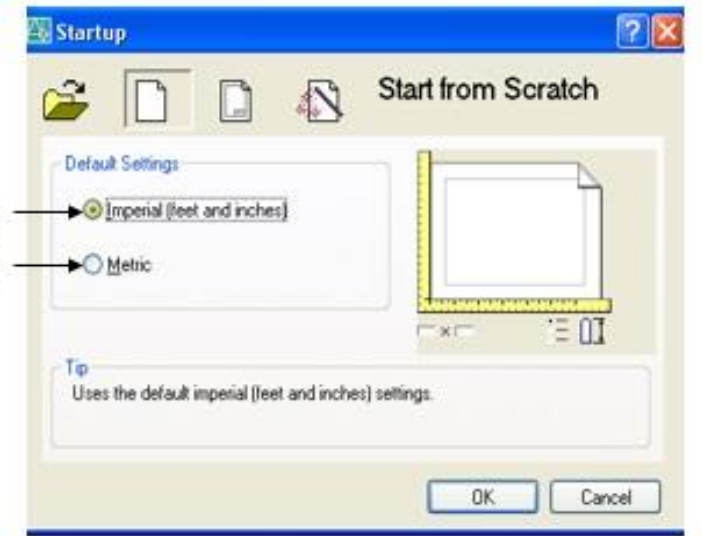 Startup
Start from Scratch
Default Settings
Imperial (feet and inches)
Metric
Tip
Uses the default imperial (feet and inches) settings.
OK
Cancel